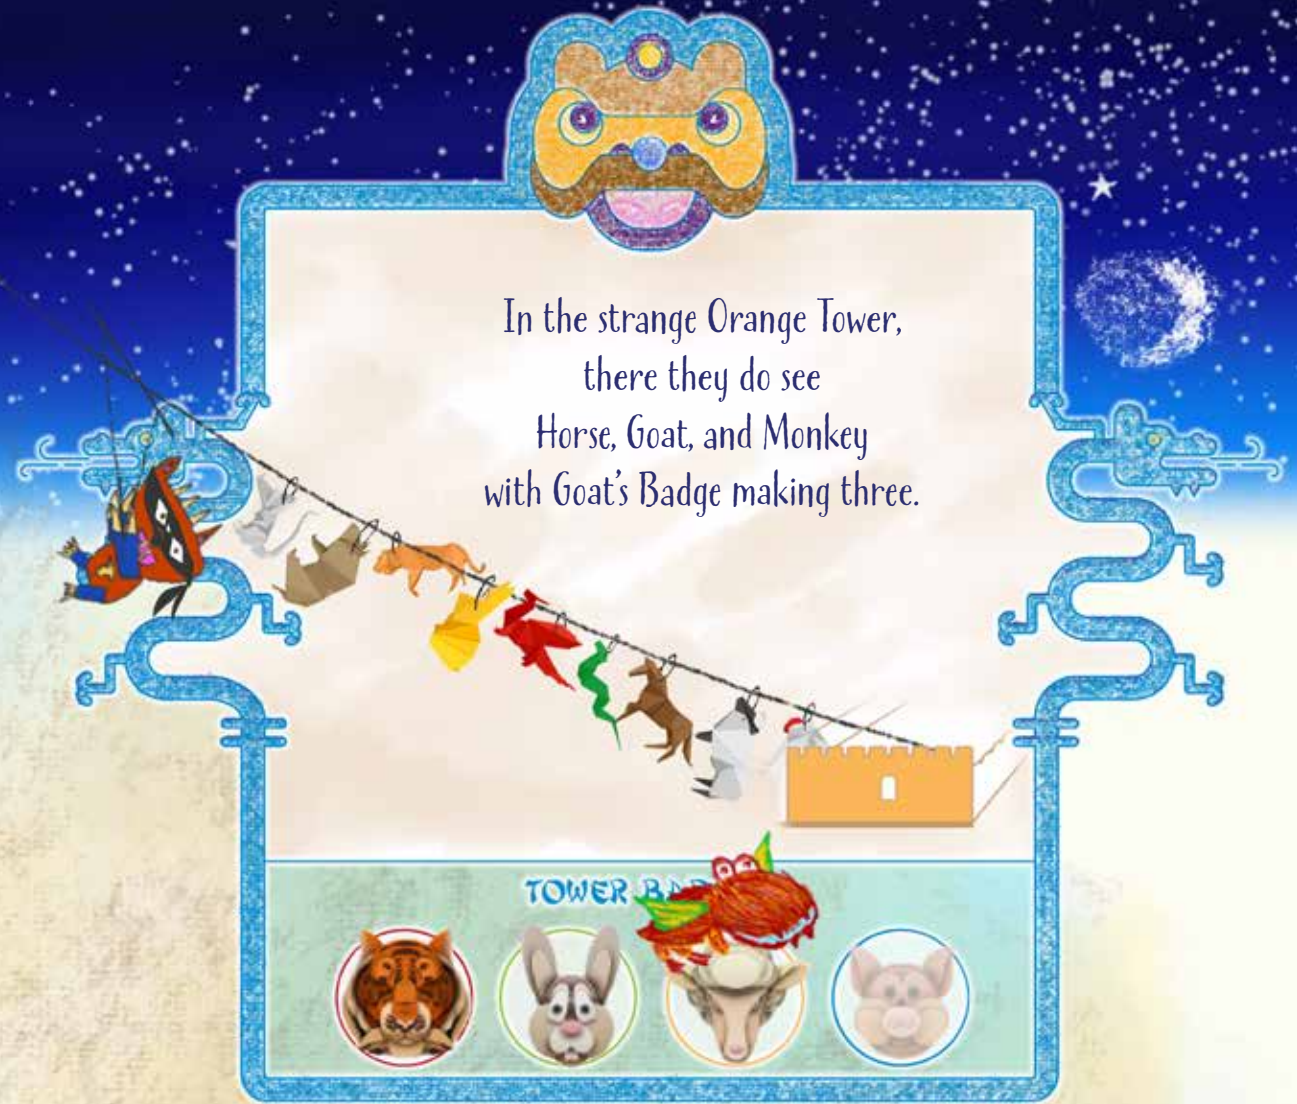 In the strange Orange Tower,
there they do see
Horse, Goat, and Monkey
with Goat's Badge making three.
TOWER